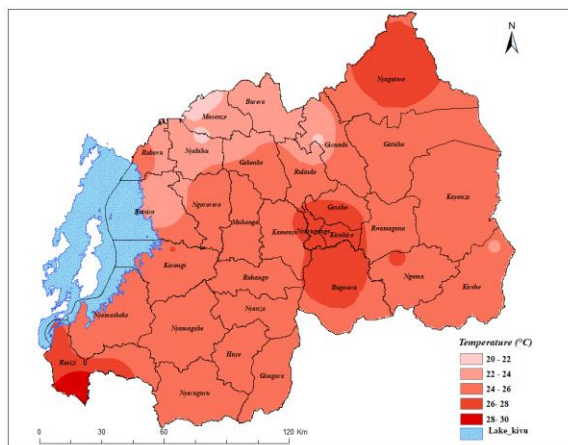 N
Nyagatare
Burera
Musanze
Gicumbi
Gatsibo
Rubavu
Nyabihu
Gakenke
Rulindo
Kayonza
Rutsiro
Ngororero
Gasabo
Muhanga
Kamonyi
Nyarugenge
Kicukiro
Rwamagana
Karongi
Ruhango
Bugesera
Ngoma
Kirehe
Nyamasheke
Nyanza
Nyamagabe
Rusizi
Huye
Gisagara
Nyaruguru
Temperature (°C)
20 - 22
22 - 24
24 - 26
26 - 28
28 - 30
Lake_kivu
0 30 60 120 Km